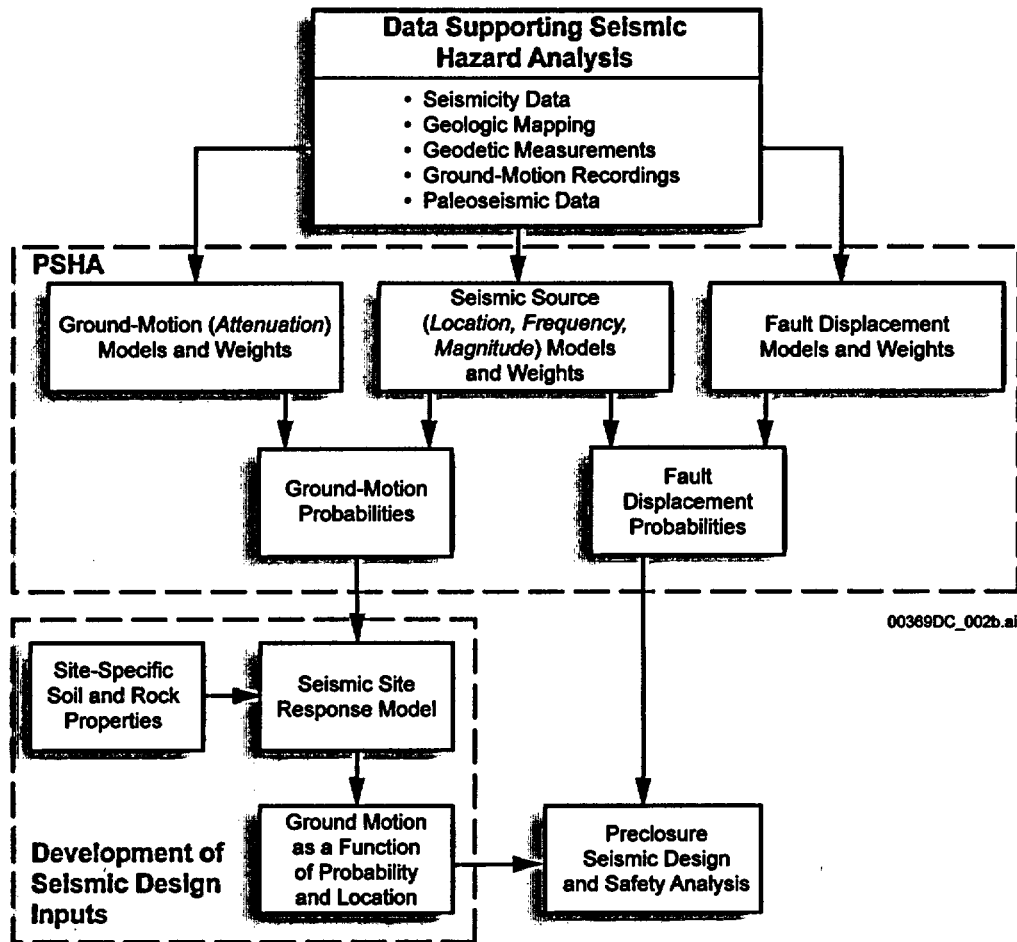 Data Supporting Seismic
Hazard Analysis
• Seismicity Data
• Geologic Mapping
• Geodetic Measurements
• Ground-Motion Recordings
• Paleoseismic Data
PSHA
Ground-Motion (Attenuation)
Models and Weights
Seismic Source
(Location, Frequency,
Magnitude) Models
and Weights
Fault Displacement
Models and Weights
Ground-Motion
Probabilities
Fault
Displacement
Probabilities
00369DC_002b.ai
Site-Specific
Soil and Rock
Properties
Seismic Site
Response Model
Development of
Seismic Design
Inputs
Ground Motion
as a Function
of Probability
and Location
Preclosure
Seismic Design
and Safety Analysis